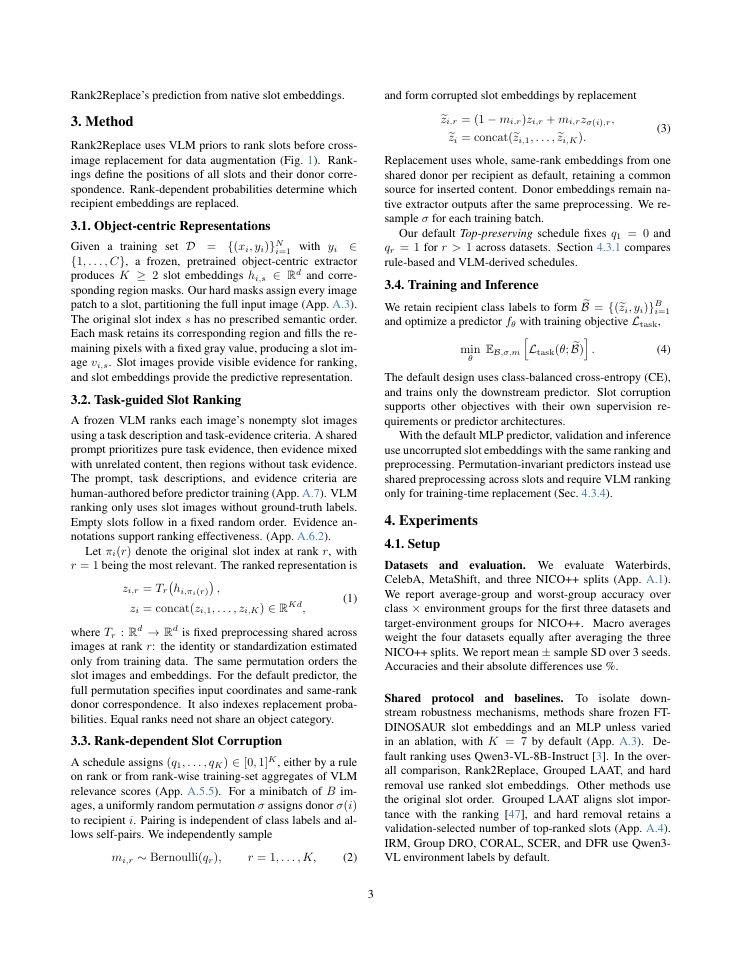 Rank2Replace's prediction from native slot embeddings.
3. Method
Rank2Replace uses VLM priors to rank slots before cross-
image replacement for data augmentation (Fig. 1). Rank-
ings define the positions of all slots and their donor corre-
spondence. Rank-dependent probabilities determine which
recipient embeddings are replaced.
3.1. Object-centric Representations
Given a training set D = {(x_i, y_i)}_{i=1}^N with y_i ∈
{1, . . . , C}, a frozen, pretrained object-centric extractor
produces K ≥ 2 slot embeddings h_{i,s} ∈ ℝ^d and corre-
sponding region masks. Our hard masks assign every image
patch to a slot, partitioning the full input image (App. A.3).
The original slot index s has no prescribed semantic order.
Each mask retains its corresponding region and fills the re-
maining pixels with a fixed gray value, producing a slot im-
age v_{i,s}. Slot images provide visible evidence for ranking,
and slot embeddings provide the predictive representation.
3.2. Task-guided Slot Ranking
A frozen VLM ranks each image's nonempty slot images
using a task description and task-evidence criteria. A shared
prompt prioritizes pure task evidence, then evidence mixed
with unrelated content, then regions without task evidence.
The prompt, task descriptions, and evidence criteria are
human-authored before predictor training (App. A.7). VLM
ranking only uses slot images without ground-truth labels.
Empty slots follow in a fixed random order. Evidence an-
notations support ranking effectiveness. (App. A.6.2).
Let π_i(r) denote the original slot index at rank r, with
r = 1 being the most relevant. The ranked representation is
z_{i,r} = T_r(h_{i,π_i(r)}),
z_i = concat(z_{i,1}, . . . , z_{i,K}) ∈ ℝ^{Kd}, (1)
where T_r : ℝ^d → ℝ^d is fixed preprocessing shared across
images at rank r: the identity or standardization estimated
only from training data. The same permutation orders the
slot images and embeddings. For the default predictor, the
full permutation specifies input coordinates and same-rank
donor correspondence. It also indexes replacement proba-
bilities. Equal ranks need not share an object category.
3.3. Rank-dependent Slot Corruption
A schedule assigns (q_1, . . . , q_K) ∈ [0, 1]^K, either by a rule
on rank or from rank-wise training-set aggregates of VLM
relevance scores (App. A.5.5). For a minibatch of B im-
ages, a uniformly random permutation σ assigns donor σ(i)
to recipient i. Pairing is independent of class labels and al-
lows self-pairs. We independently sample
m_{i,r} ∼ Bernoulli(q_r), r = 1, . . . , K, (2)
and form corrupted slot embeddings by replacement
z̃_{i,r} = (1 − m_{i,r})z_{i,r} + m_{i,r}z_{σ(i),r},
z̃_i = concat(z̃_{i,1}, . . . , z̃_{i,K}). (3)
Replacement uses whole, same-rank embeddings from one
shared donor per recipient as default, retaining a common
source for inserted content. Donor embeddings remain na-
tive extractor outputs after the same preprocessing. We re-
sample σ for each training batch.
Our default Top-preserving schedule fixes q_1 = 0 and
q_r = 1 for r > 1 across datasets. Section 4.3.1 compares
rule-based and VLM-derived schedules.
3.4. Training and Inference
We retain recipient class labels to form B̃ = {(z̃_i, y_i)}_{i=1}^B
and optimize a predictor f_θ with training objective L_task,
min_θ 𝔼_{B,σ,m} [L_task(θ; B̃)]. (4)
The default design uses class-balanced cross-entropy (CE),
and trains only the downstream predictor. Slot corruption
supports other objectives with their own supervision re-
quirements or predictor architectures.
With the default MLP predictor, validation and inference
use uncorrupted slot embeddings with the same ranking and
preprocessing. Permutation-invariant predictors instead use
shared preprocessing across slots and require VLM ranking
only for training-time replacement (Sec. 4.3.4).
4. Experiments
4.1. Setup
Datasets and evaluation. We evaluate Waterbirds,
CelebA, MetaShift, and three NICO++ splits (App. A.1).
We report average-group and worst-group accuracy over
class × environment groups for the first three datasets and
target-environment groups for NICO++. Macro averages
weight the four datasets equally after averaging the three
NICO++ splits. We report mean ± sample SD over 3 seeds.
Accuracies and their absolute differences use %.
Shared protocol and baselines. To isolate down-
stream robustness mechanisms, methods share frozen FT-
DINOSAUR slot embeddings and an MLP unless varied
in an ablation, with K = 7 by default (App. A.3). De-
fault ranking uses Qwen3-VL-8B-Instruct [3]. In the over-
all comparison, Rank2Replace, Grouped LAAT, and hard
removal use ranked slot embeddings. Other methods use
the original slot order. Grouped LAAT aligns slot impor-
tance with the ranking [47], and hard removal retains a
validation-selected number of top-ranked slots (App. A.4).
IRM, Group DRO, CORAL, SCER, and DFR use Qwen3-
VL environment labels by default.
3